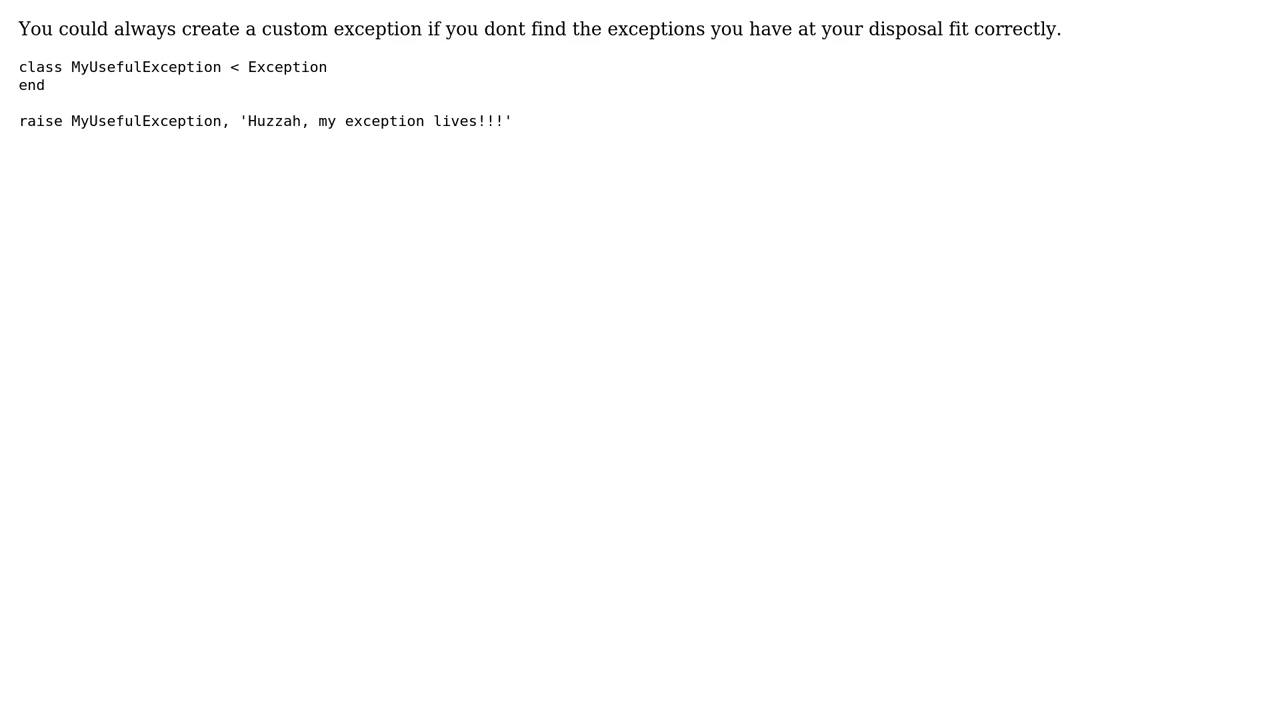 You could always create a custom exception if you dont find the exceptions you have at your disposal fit correctly.
class MyUsefulException < Exception
end
raise MyUsefulException, 'Huzzah, my exception lives!!!'